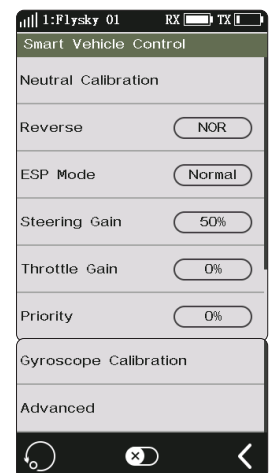 1:Flysky 01 RX TX
Smart Vehicle Control
Neutral Calibration
Reverse NOR
ESP Mode Normal
Steering Gain 50%
Throttle Gain 0%
Priority 0%
Gyroscope Calibration
Advanced